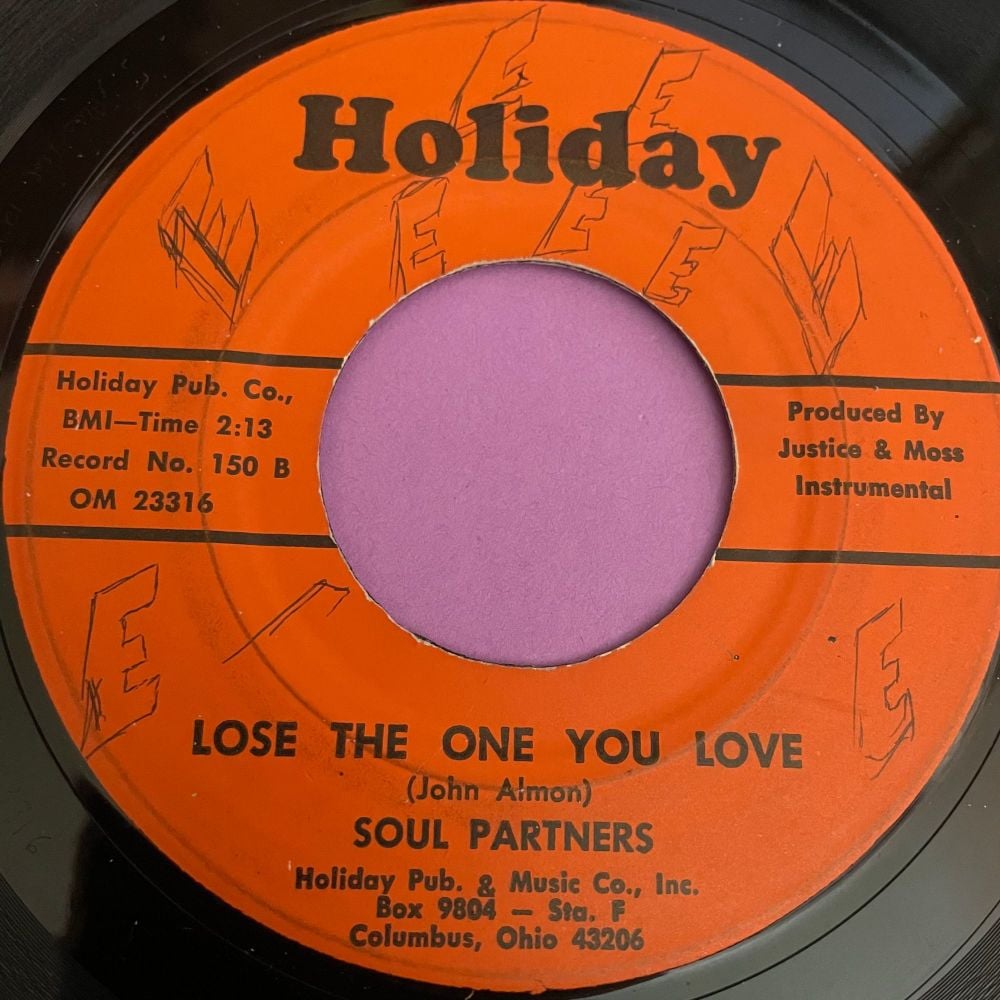 Holiday
E E
E E E
Holiday Pub. Co.,
BMI—Time 2:13
Record No. 150 B
OM 23316
Produced By
Justice & Moss
Instrumental
E
E
LOSE THE ONE YOU LOVE
(John Almon)
SOUL PARTNERS
Holiday Pub. & Music Co., Inc.
Box 9804 — Sta. F
Columbus, Ohio 43206